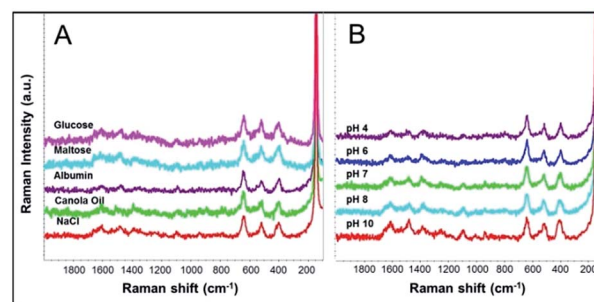 A
B
Raman Intensity (a.u.)
Glucose
Maltose
Albumin
Canola Oil
NaCl
pH 4
pH 6
pH 7
pH 8
pH 10
1800 1600 1400 1200 1000 800 600 400 200
1800 1600 1400 1200 1000 800 600 400 200
Raman shift (cm⁻¹)
Raman shift (cm⁻¹)